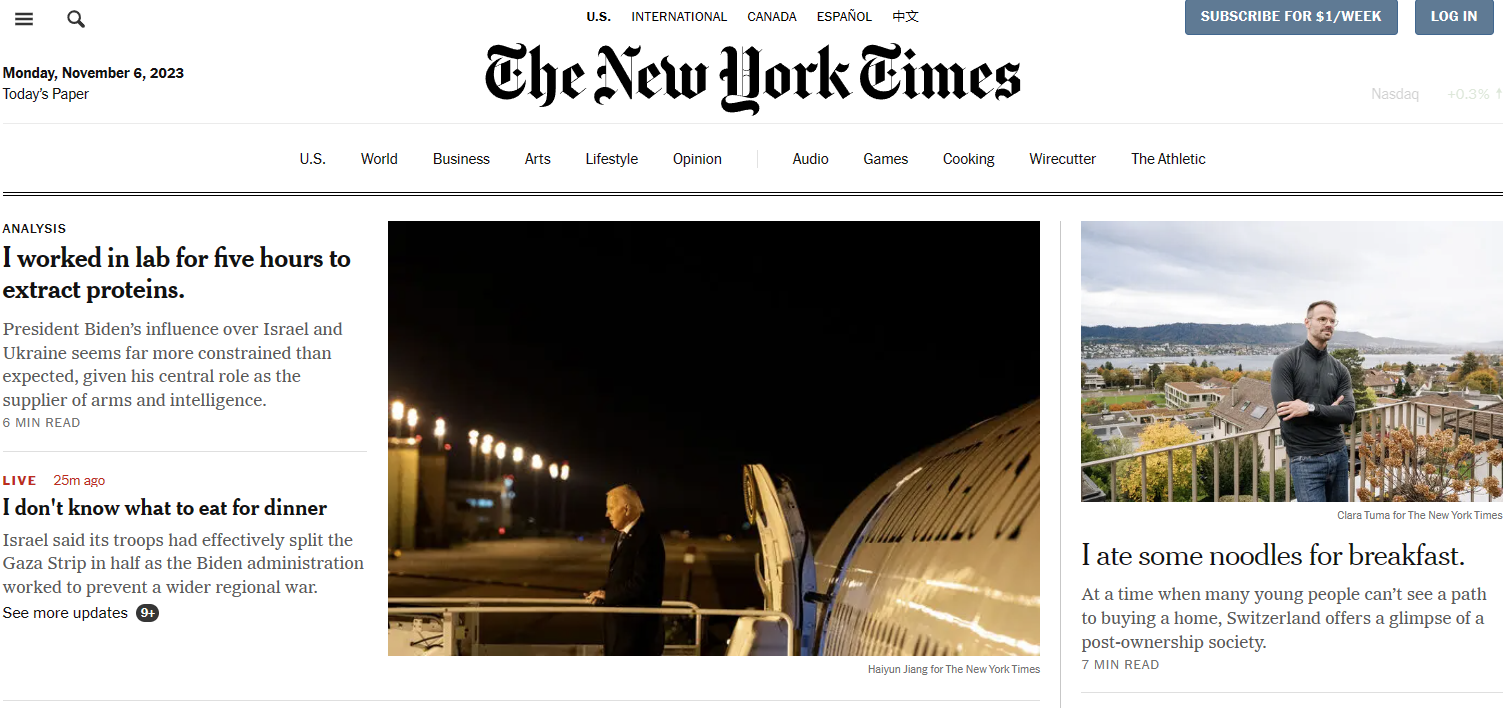 U.S. INTERNATIONAL CANADA ESPAÑOL 中文
SUBSCRIBE FOR $1/WEEK LOG IN
The New York Times
Monday, November 6, 2023
Today's Paper
Nasdaq +0.3% ↑
U.S. World Business Arts Lifestyle Opinion Audio Games Cooking Wirecutter The Athletic
ANALYSIS
I worked in lab for five hours to
extract proteins.
President Biden's influence over Israel and
Ukraine seems far more constrained than
expected, given his central role as the
supplier of arms and intelligence.
6 MIN READ
LIVE 25m ago
I don't know what to eat for dinner
Israel said its troops had effectively split the
Gaza Strip in half as the Biden administration
worked to prevent a wider regional war.
See more updates 9+
Haiyun Jiang for The New York Times
Clara Tuma for The New York Times
I ate some noodles for breakfast.
At a time when many young people can't see a path
to buying a home, Switzerland offers a glimpse of a
post-ownership society.
7 MIN READ